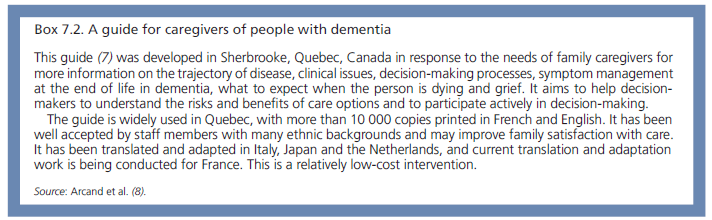 Box 7.2. A guide for caregivers of people with dementia
This guide (7) was developed in Sherbrooke, Quebec, Canada in response to the needs of family caregivers for
more information on the trajectory of disease, clinical issues, decision-making processes, symptom management
at the end of life in dementia, what to expect when the person is dying and grief. It aims to help decision-
makers to understand the risks and benefits of care options and to participate actively in decision-making.
The guide is widely used in Quebec, with more than 10 000 copies printed in French and English. It has been
well accepted by staff members with many ethnic backgrounds and may improve family satisfaction with care.
It has been translated and adapted in Italy, Japan and the Netherlands, and current translation and adaptation
work is being conducted for France. This is a relatively low-cost intervention.
Source: Arcand et al. (8).